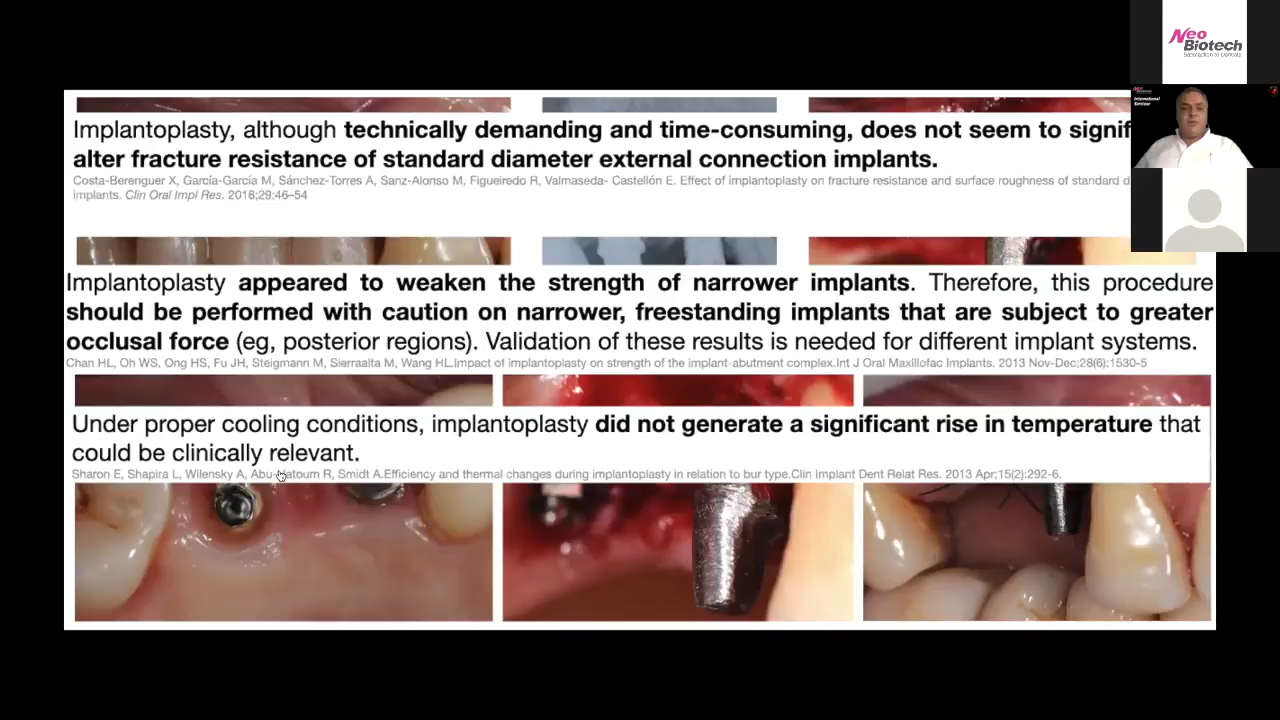 Neo
Biotech
Satisfaction to Dentists
International
Seminar
Implantoplasty, although technically demanding and time-consuming, does not seem to signif
alter fracture resistance of standard diameter external connection implants.
Costa-Berenguer X, García-García M, Sánchez-Torres A, Sanz-Alonso M, Figueiredo R, Valmaseda- Castellón E. Effect of implantoplasty on fracture resistance and surface roughness of standard d
implants. Clin Oral Impl Res. 2018;29:46–54
Implantoplasty appeared to weaken the strength of narrower implants. Therefore, this procedure
should be performed with caution on narrower, freestanding implants that are subject to greater
occlusal force (eg, posterior regions). Validation of these results is needed for different implant systems.
Chan HL, Oh WS, Ong HS, Fu JH, Steigmann M, Sierraalta M, Wang HL.Impact of implantoplasty on strength of the implant-abutment complex.Int J Oral Maxillofac Implants. 2013 Nov-Dec;28(6):1530-5
Under proper cooling conditions, implantoplasty did not generate a significant rise in temperature that
could be clinically relevant.
Sharon E, Shapira L, Wilensky A, R, Smidt A.Efficiency and thermal changes during implantoplasty in relation to bur type.Clin Implant Dent Relat Res. 2013 Apr;15(2):292-6.